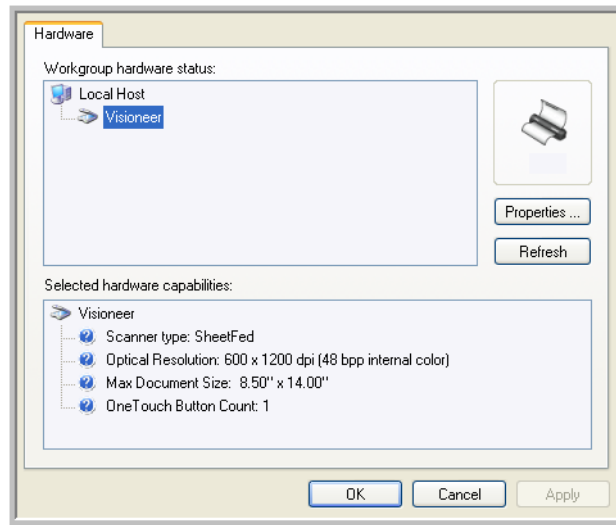 Hardware
Workgroup hardware status:
Local Host
Visioneer
Properties ...
Refresh
Selected hardware capabilities:
Visioneer
Scanner type: SheetFed
Optical Resolution: 600 x 1200 dpi (48 bpp internal color)
Max Document Size: 8.50" x 14.00"
OneTouch Button Count: 1
OK
Cancel
Apply